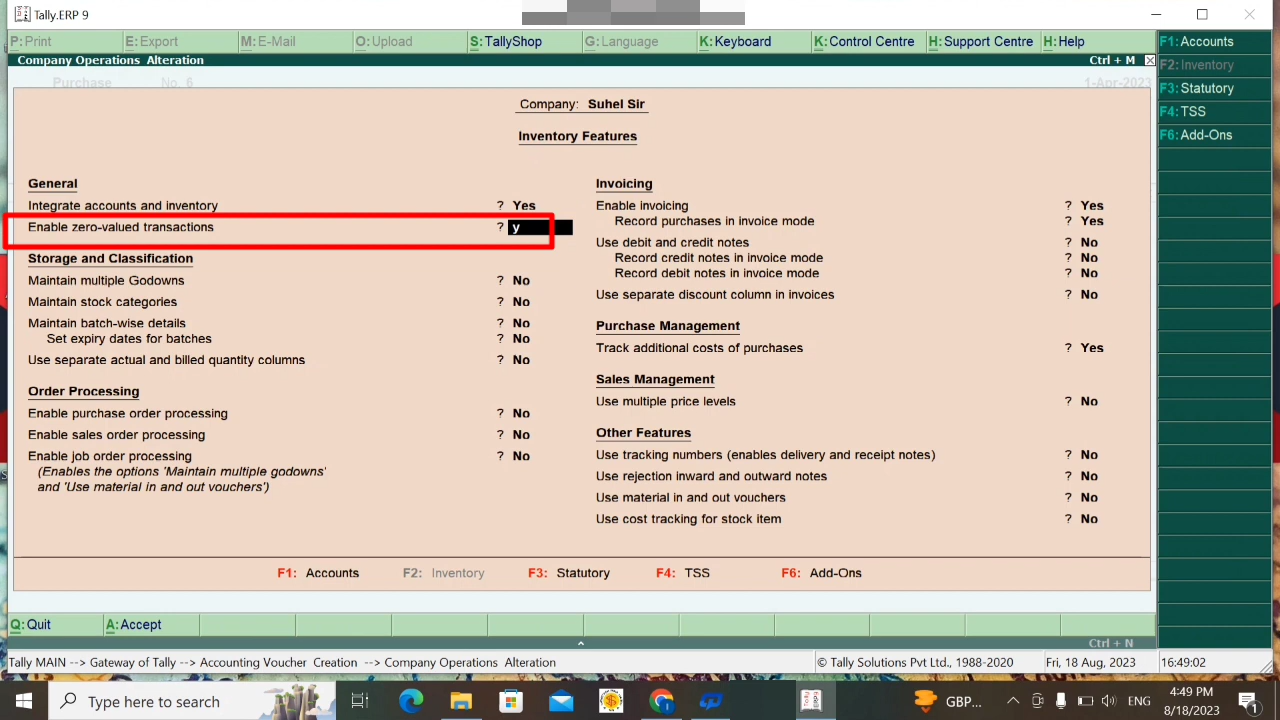 Tally.ERP 9
P: Print E: Export M: E-Mail O: Upload S: TallyShop G: Language K: Keyboard K: Control Centre H: Support Centre H: Help
Company Operations Alteration Ctrl + M
Purchase No. 6 1-Apr-2023
Company: Suhel Sir
Inventory Features
General
Integrate accounts and inventory ? Yes
Enable zero-valued transactions ? y
Storage and Classification
Maintain multiple Godowns ? No
Maintain stock categories ? No
Maintain batch-wise details ? No
Set expiry dates for batches ? No
Use separate actual and billed quantity columns ? No
Order Processing
Enable purchase order processing ? No
Enable sales order processing ? No
Enable job order processing ? No
(Enables the options 'Maintain multiple godowns'
and 'Use material in and out vouchers')
Invoicing
Enable invoicing ? Yes
Record purchases in invoice mode ? Yes
Use debit and credit notes ? No
Record credit notes in invoice mode ? No
Record debit notes in invoice mode ? No
Use separate discount column in invoices ? No
Purchase Management
Track additional costs of purchases ? Yes
Sales Management
Use multiple price levels ? No
Other Features
Use tracking numbers (enables delivery and receipt notes) ? No
Use rejection inward and outward notes ? No
Use material in and out vouchers ? No
Use cost tracking for stock item ? No
F1: Accounts F2: Inventory F3: Statutory F4: TSS F6: Add-Ons
F1: Accounts
F2: Inventory
F3: Statutory
F4: TSS
F6: Add-Ons
Q: Quit A: Accept
Ctrl + N
Tally MAIN --> Gateway of Tally --> Accounting Voucher Creation --> Company Operations Alteration © Tally Solutions Pvt Ltd., 1988-2020 Fri, 18 Aug, 2023 16:49:02
Type here to search GBP... ENG 4:49 PM
8/18/2023 1